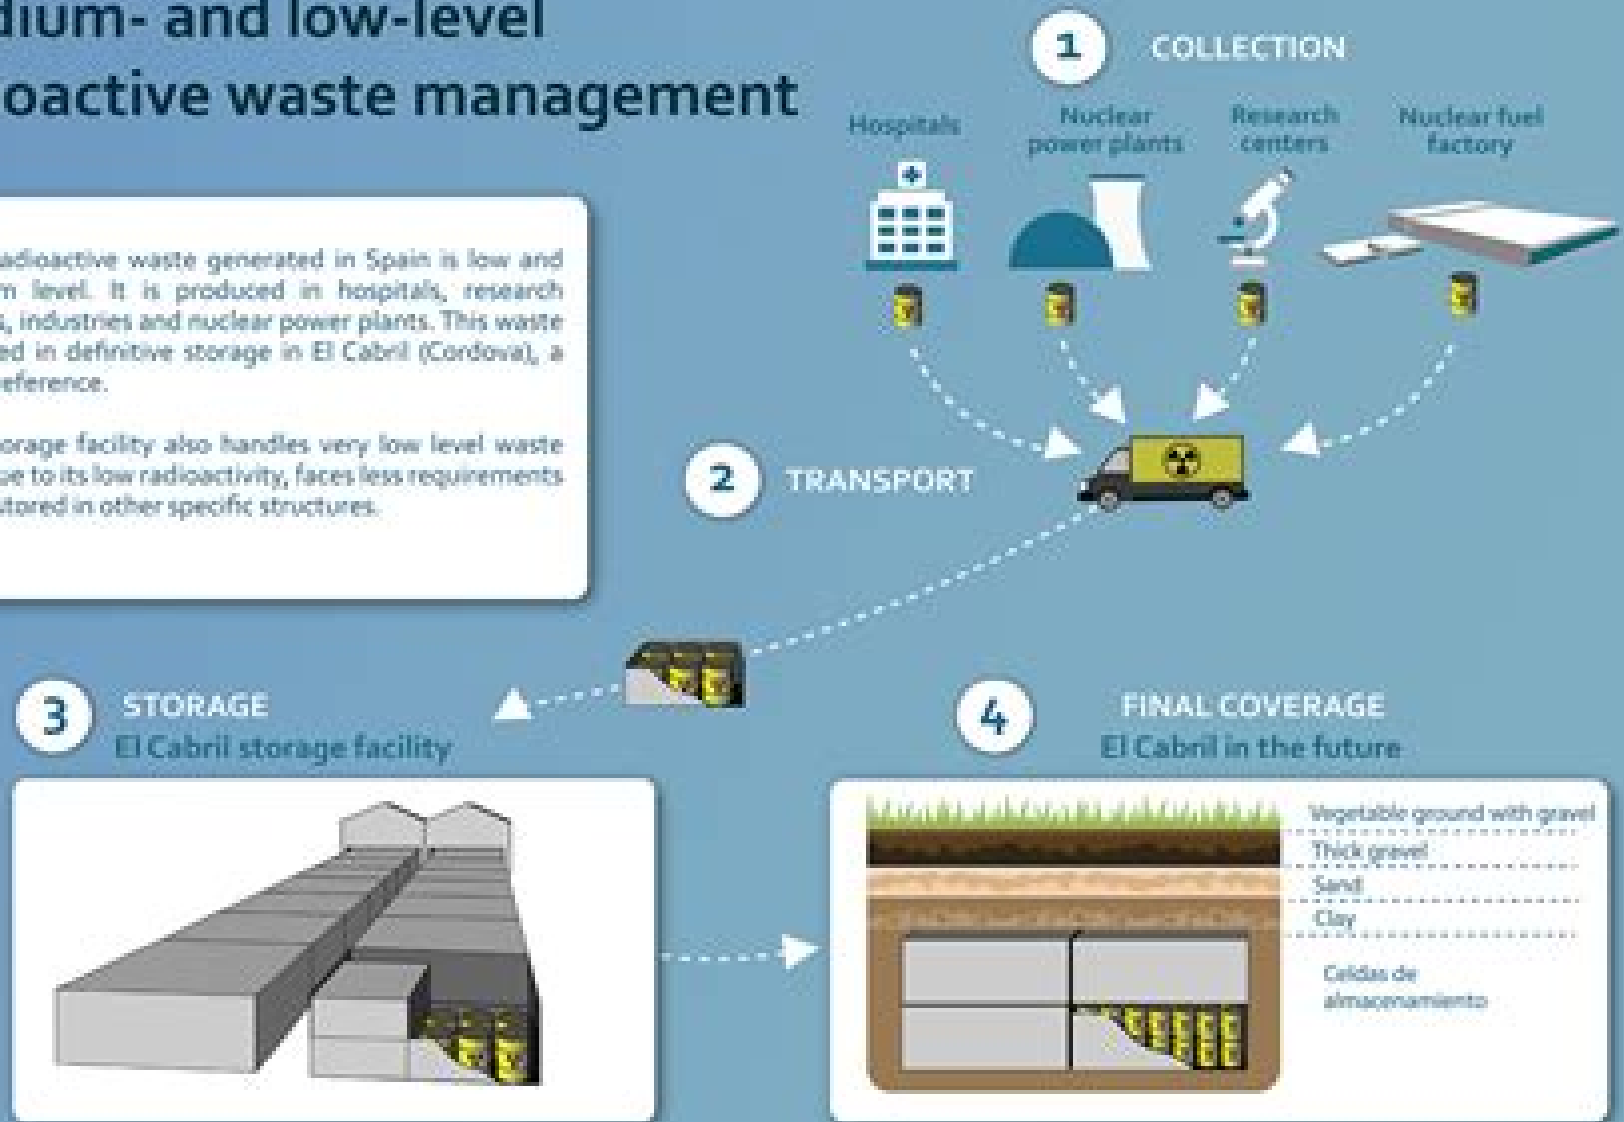 dium- and low-level
oactive waste management
adioactive waste generated in Spain is low and
m level. It is produced in hospitals, research
s, industries and nuclear power plants. This waste
ed in definitive storage in El Cabril (Cordova), a
eference.
orage facility also handles very low level waste
ue to its low radioactivity, faces less requirements
stored in other specific structures.
1 COLLECTION
Hospitals
Nuclear
power plants
Research
centers
Nuclear fuel
factory
2 TRANSPORT
3 STORAGE
El Cabril storage facility
4 FINAL COVERAGE
El Cabril in the future
Vegetable ground with gravel
Thick gravel
Sand
Clay
Celdas de
almacenamiento